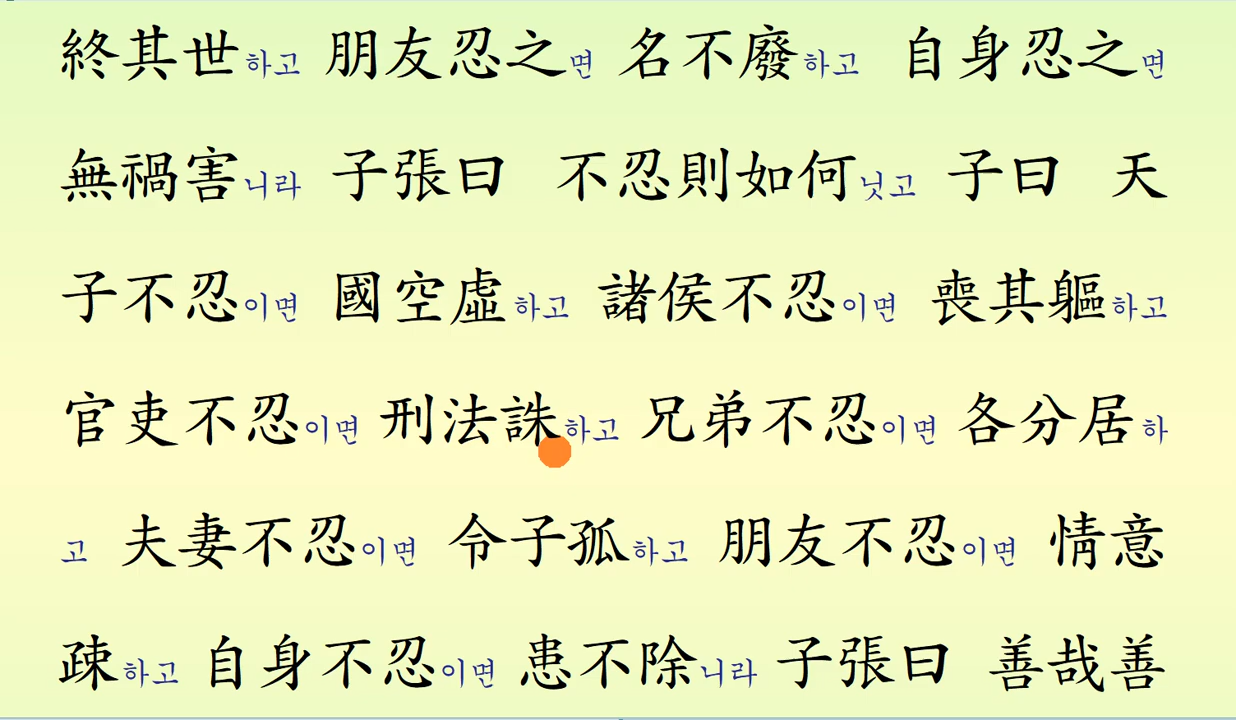 終其世하고 朋友忍之면 名不廢하고 自身忍之면
無禍害니라 子張曰 不忍則如何닛고 子曰 天
子不忍이면 國空虛하고 諸侯不忍이면 喪其軀하고
官吏不忍이면 刑法誅하고 兄弟不忍이면 各分居하
고 夫妻不忍이면 令子孤하고 朋友不忍이면 情意
疎하고 自身不忍이면 患不除니라 子張曰 善哉善